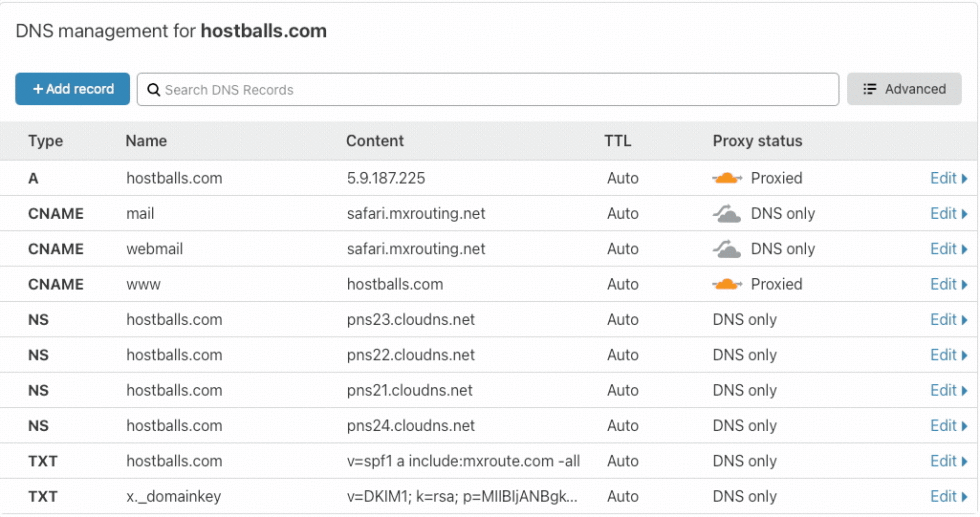 DNS management for hostballs.com
+ Add record Search DNS Records Advanced
Type Name Content TTL Proxy status
A hostballs.com 5.9.187.225 Auto Proxied Edit
CNAME mail safari.mxrouting.net Auto DNS only Edit
CNAME webmail safari.mxrouting.net Auto DNS only Edit
CNAME www hostballs.com Auto Proxied Edit
NS hostballs.com pns23.cloudns.net Auto DNS only Edit
NS hostballs.com pns22.cloudns.net Auto DNS only Edit
NS hostballs.com pns21.cloudns.net Auto DNS only Edit
NS hostballs.com pns24.cloudns.net Auto DNS only Edit
TXT hostballs.com v=spf1 a include:mxroute.com -all Auto DNS only Edit
TXT x._domainkey v=DKIM1; k=rsa; p=MIIBIjANBgk... Auto DNS only Edit